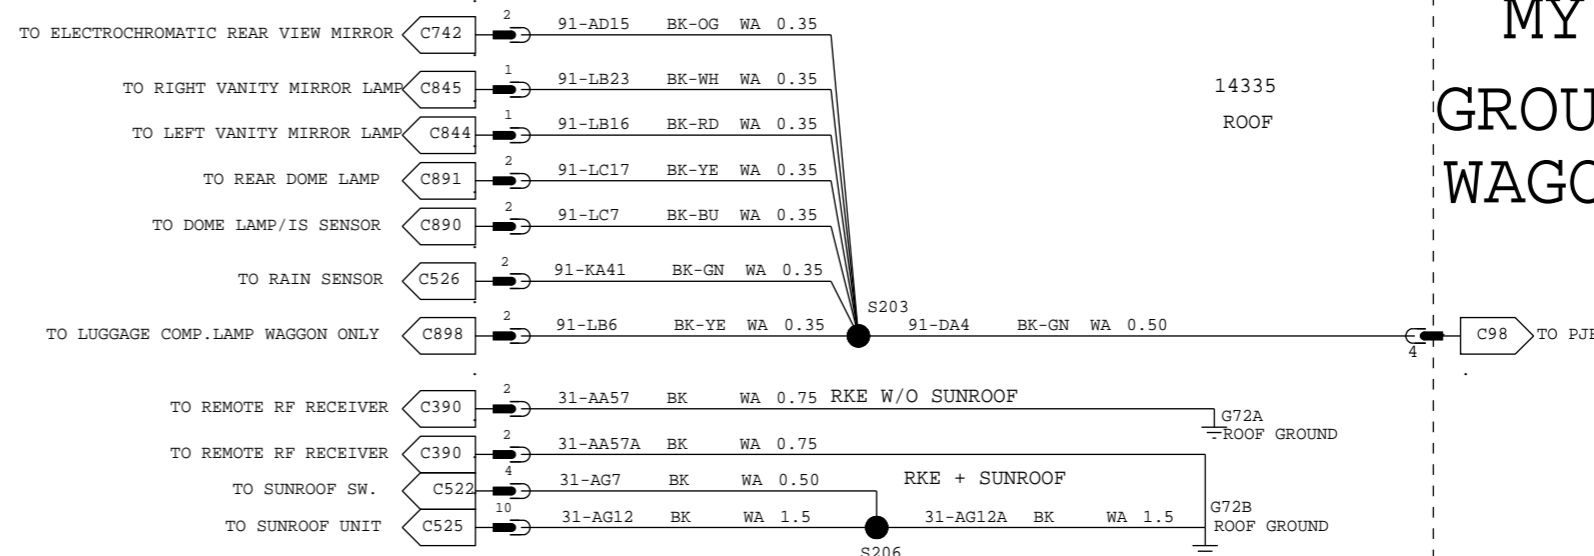 MY
2 91-AD15 BK-OG WA 0.35
TO ELECTROCHROMATIC REAR VIEW MIRROR C742
1 91-LB23 BK-WH WA 0.35
TO RIGHT VANITY MIRROR LAMP C845
14335
ROOF
GROU
1 91-LB16 BK-RD WA 0.35
TO LEFT VANITY MIRROR LAMP C844
2 91-LC17 BK-YE WA 0.35
TO REAR DOME LAMP C891
WAGO
2 91-LC7 BK-BU WA 0.35
TO DOME LAMP/IS SENSOR C890
2 91-KA41 BK-GN WA 0.35
TO RAIN SENSOR C526
S203
2 91-LB6 BK-YE WA 0.35 91-DA4 BK-GN WA 0.50
TO LUGGAGE COMP.LAMP WAGGON ONLY C898
4 C98 TO PJB
2 31-AA57 BK WA 0.75 RKE W/O SUNROOF
TO REMOTE RF RECEIVER C390
G72A
ROOF GROUND
2 31-AA57A BK WA 0.75
TO REMOTE RF RECEIVER C390
4 31-AG7 BK WA 0.50 RKE + SUNROOF
TO SUNROOF SW. C522
10 31-AG12 BK WA 1.5 31-AG12A BK WA 1.5
TO SUNROOF UNIT C525
G72B
ROOF GROUND
S206